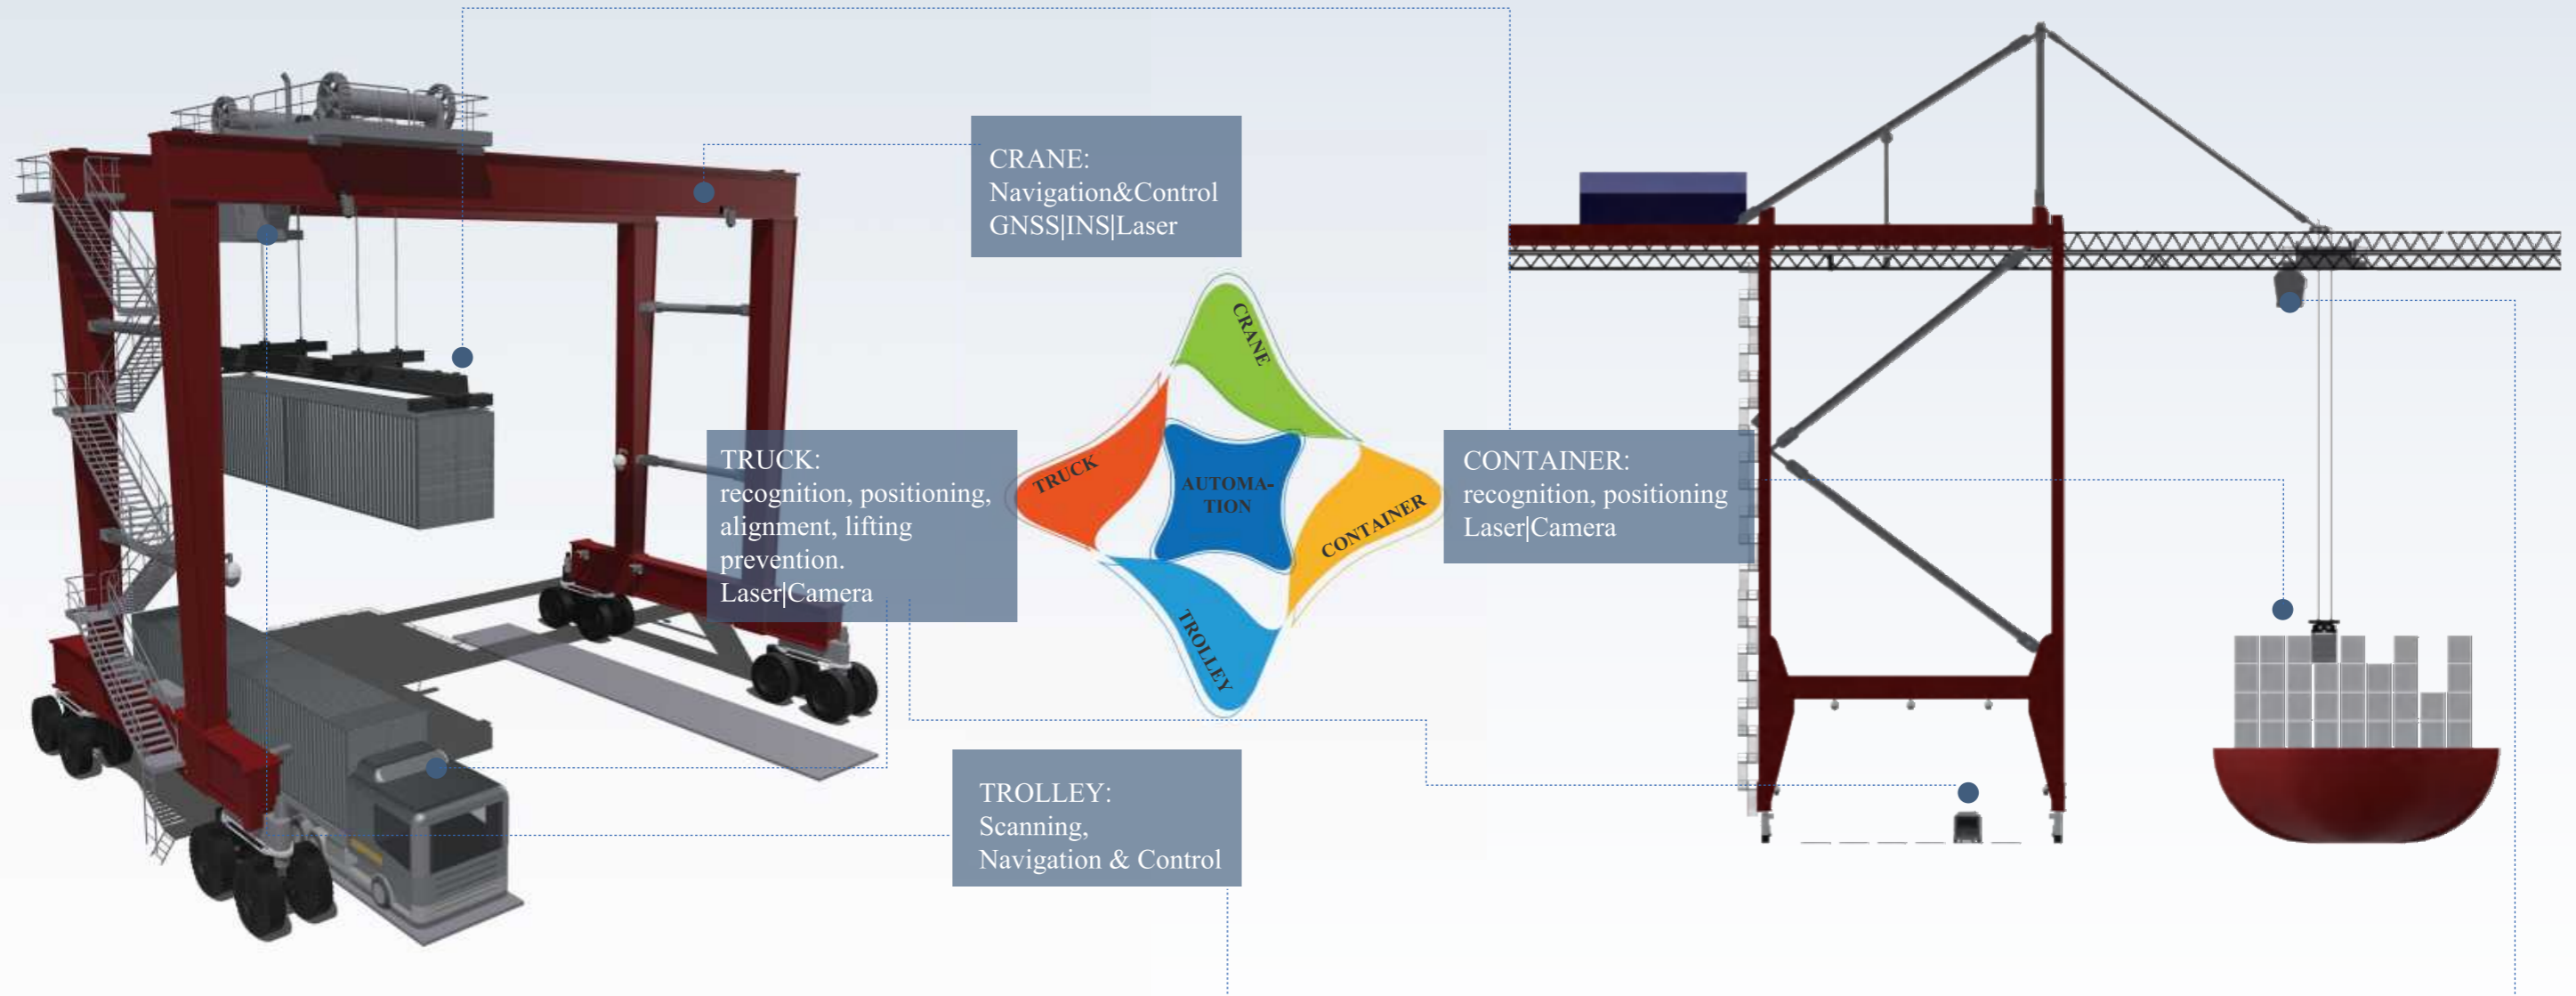 CRANE:
Navigation&Control
GNSS|INS|Laser
CRANE
TRUCK:
recognition, positioning,
alignment, lifting
prevention.
Laser|Camera
TRUCK
AUTOMA-
TION
CONTAINER
CONTAINER:
recognition, positioning
Laser|Camera
TROLLEY
TROLLEY:
Scanning,
Navigation & Control